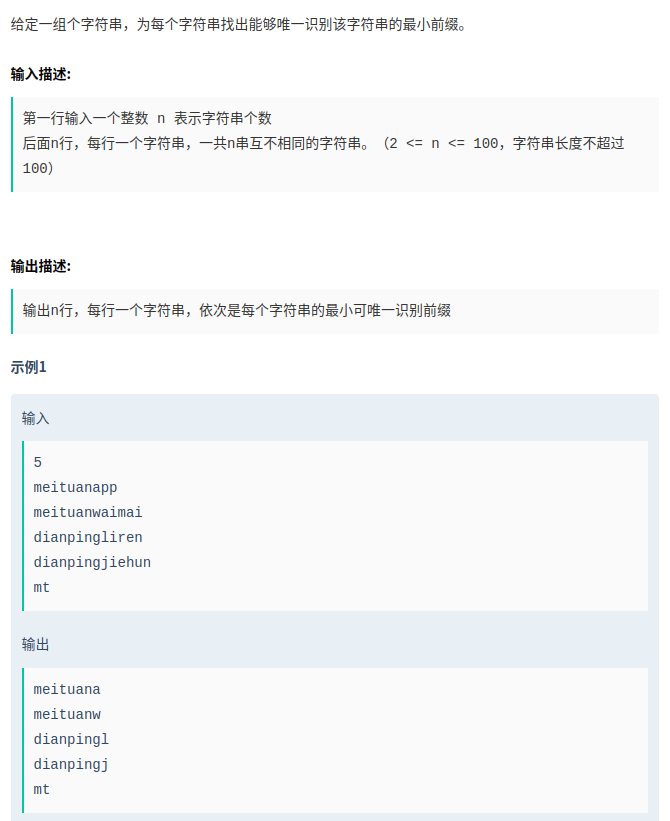 给定一组个字符串，为每个字符串找出能够唯一识别该字符串的最小前缀。
输入描述:
第一行输入一个整数 n 表示字符串个数
后面n行，每行一个字符串，一共n串互不相同的字符串。（2 <= n <= 100，字符串长度不超过
100）
输出描述:
输出n行，每行一个字符串，依次是每个字符串的最小可唯一识别前缀
示例1
输入
5
meituanapp
meituanwaimai
dianpingliren
dianpingjiehun
mt
输出
meituana
meituanw
dianpingl
dianpingj
mt